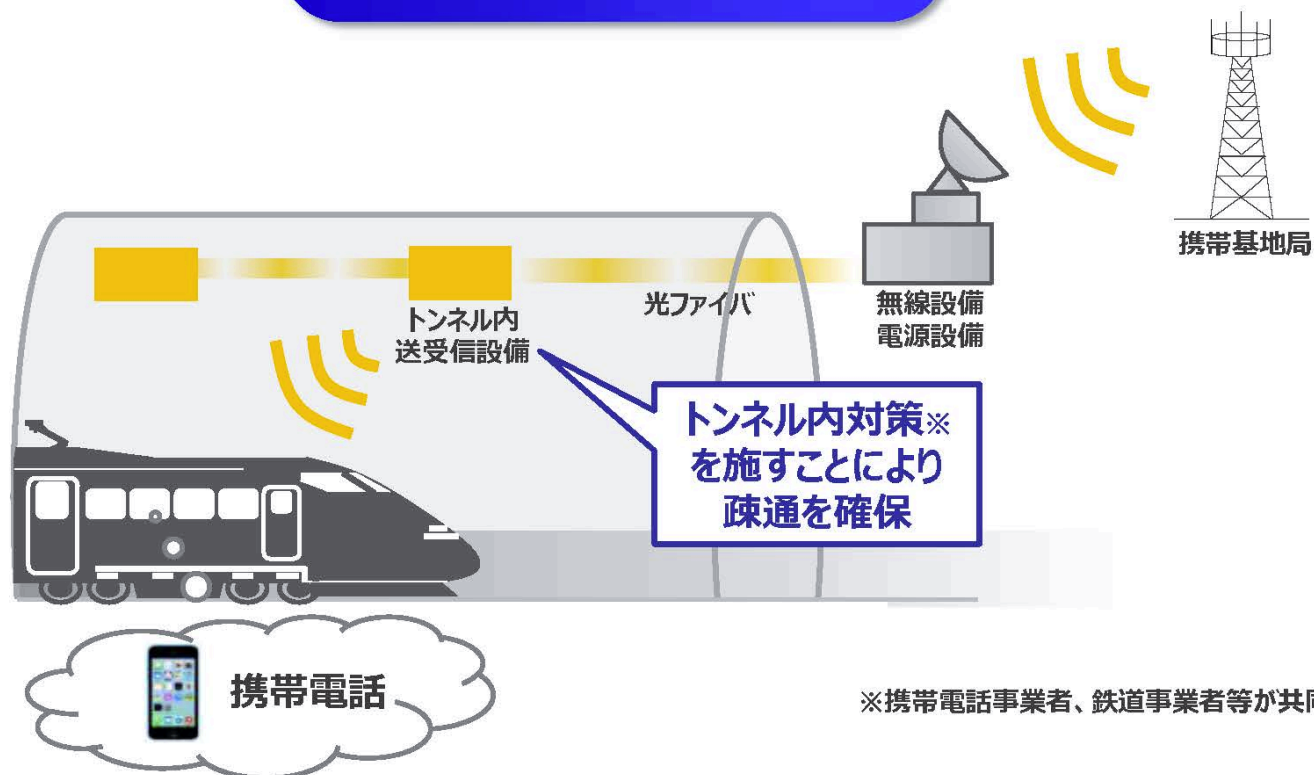 携帯基地局
光ファイバ
無線設備
電源設備
トンネル内
送受信設備
トンネル内対策※
を施すことにより
疎通を確保
携帯電話
※携帯電話事業者、鉄道事業者等が共同